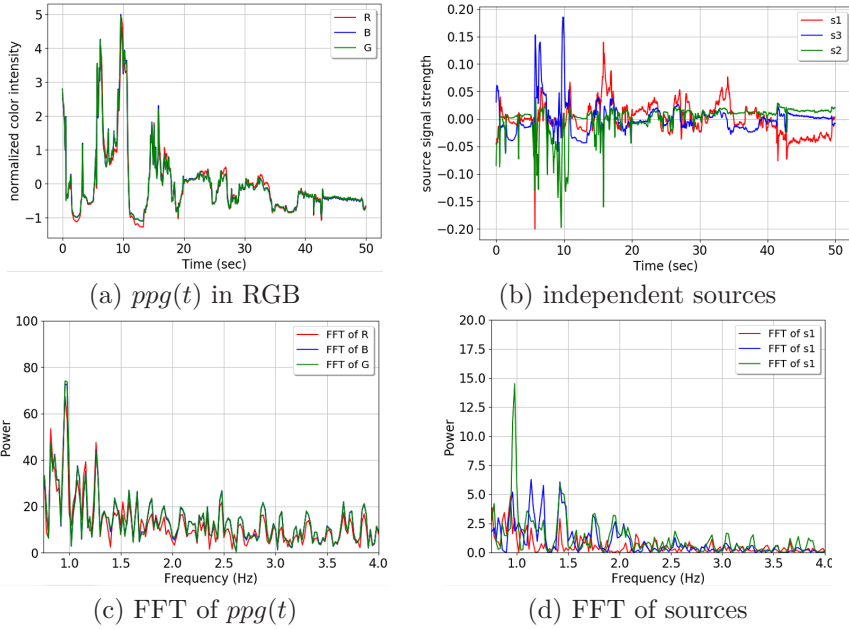 R
B
G
normalized color intensity
5
4
3
2
1
0
−1
0 10 20 30 40 50
Time (sec)
(a) ppg(t) in RGB
s1
s3
s2
source signal strength
0.20
0.15
0.10
0.05
0.00
−0.05
−0.10
−0.15
−0.20
0 10 20 30 40 50
Time (sec)
(b) independent sources
FFT of R
FFT of B
FFT of G
Power
100
80
60
40
20
0
1.0 1.5 2.0 2.5 3.0 3.5 4.0
Frequency (Hz)
(c) FFT of ppg(t)
FFT of s1
FFT of s1
FFT of s1
Power
20.0
17.5
15.0
12.5
10.0
7.5
5.0
2.5
0.0
1.0 1.5 2.0 2.5 3.0 3.5 4.0
Frequency (Hz)
(d) FFT of sources